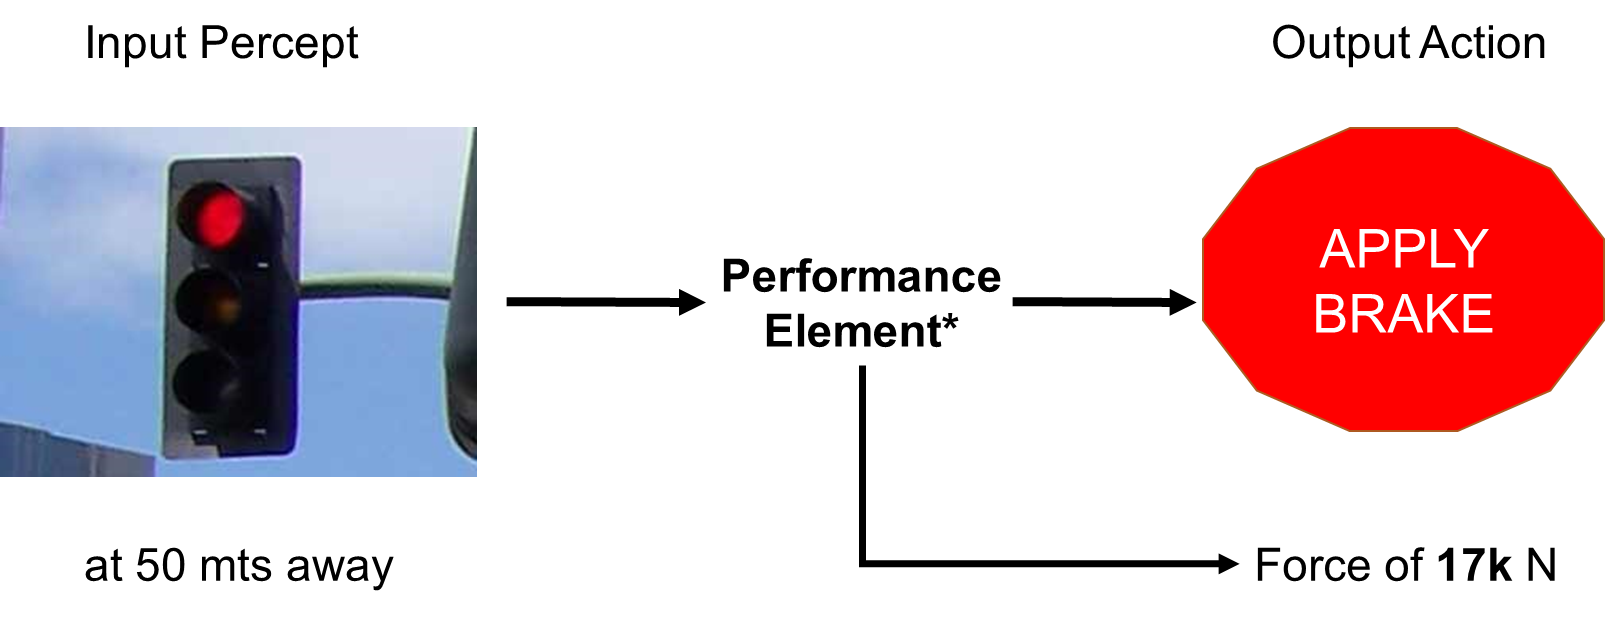 Input Percept
Output Action
Performance
Element*
APPLY
BRAKE
at 50 mts away
Force of 17k N